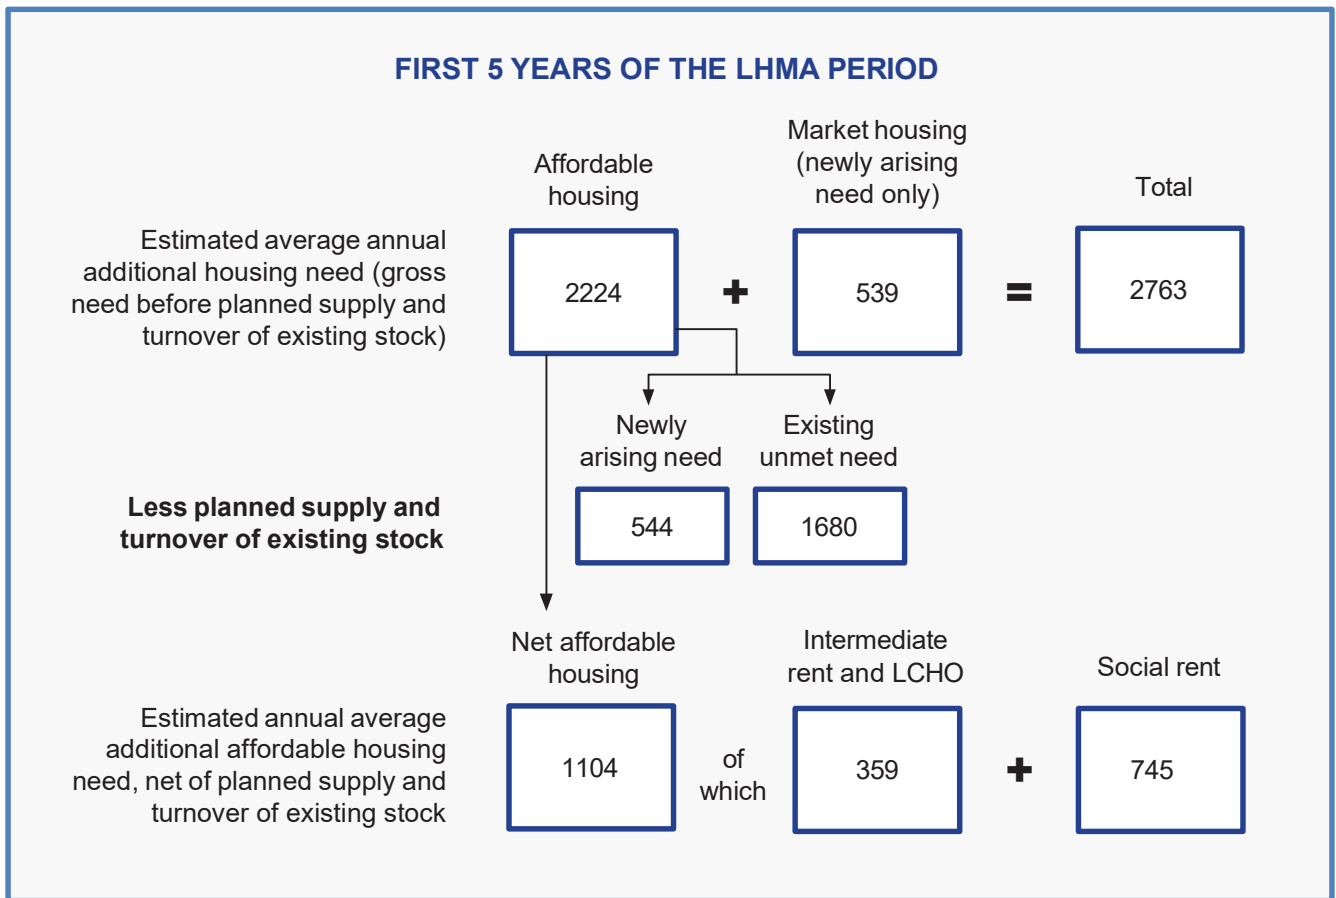 FIRST 5 YEARS OF THE LHMA PERIOD
Affordable
housing
Market housing
(newly arising
need only)
Total
Estimated average annual
additional housing need (gross
need before planned supply and
turnover of existing stock)
2224
+
539
=
2763
Newly
arising need
Existing
unmet need
Less planned supply and
turnover of existing stock
544
1680
Net affordable
housing
Intermediate
rent and LCHO
Social rent
Estimated annual average
additional affordable housing
need, net of planned supply and
turnover of existing stock
1104
of
which
359
+
745